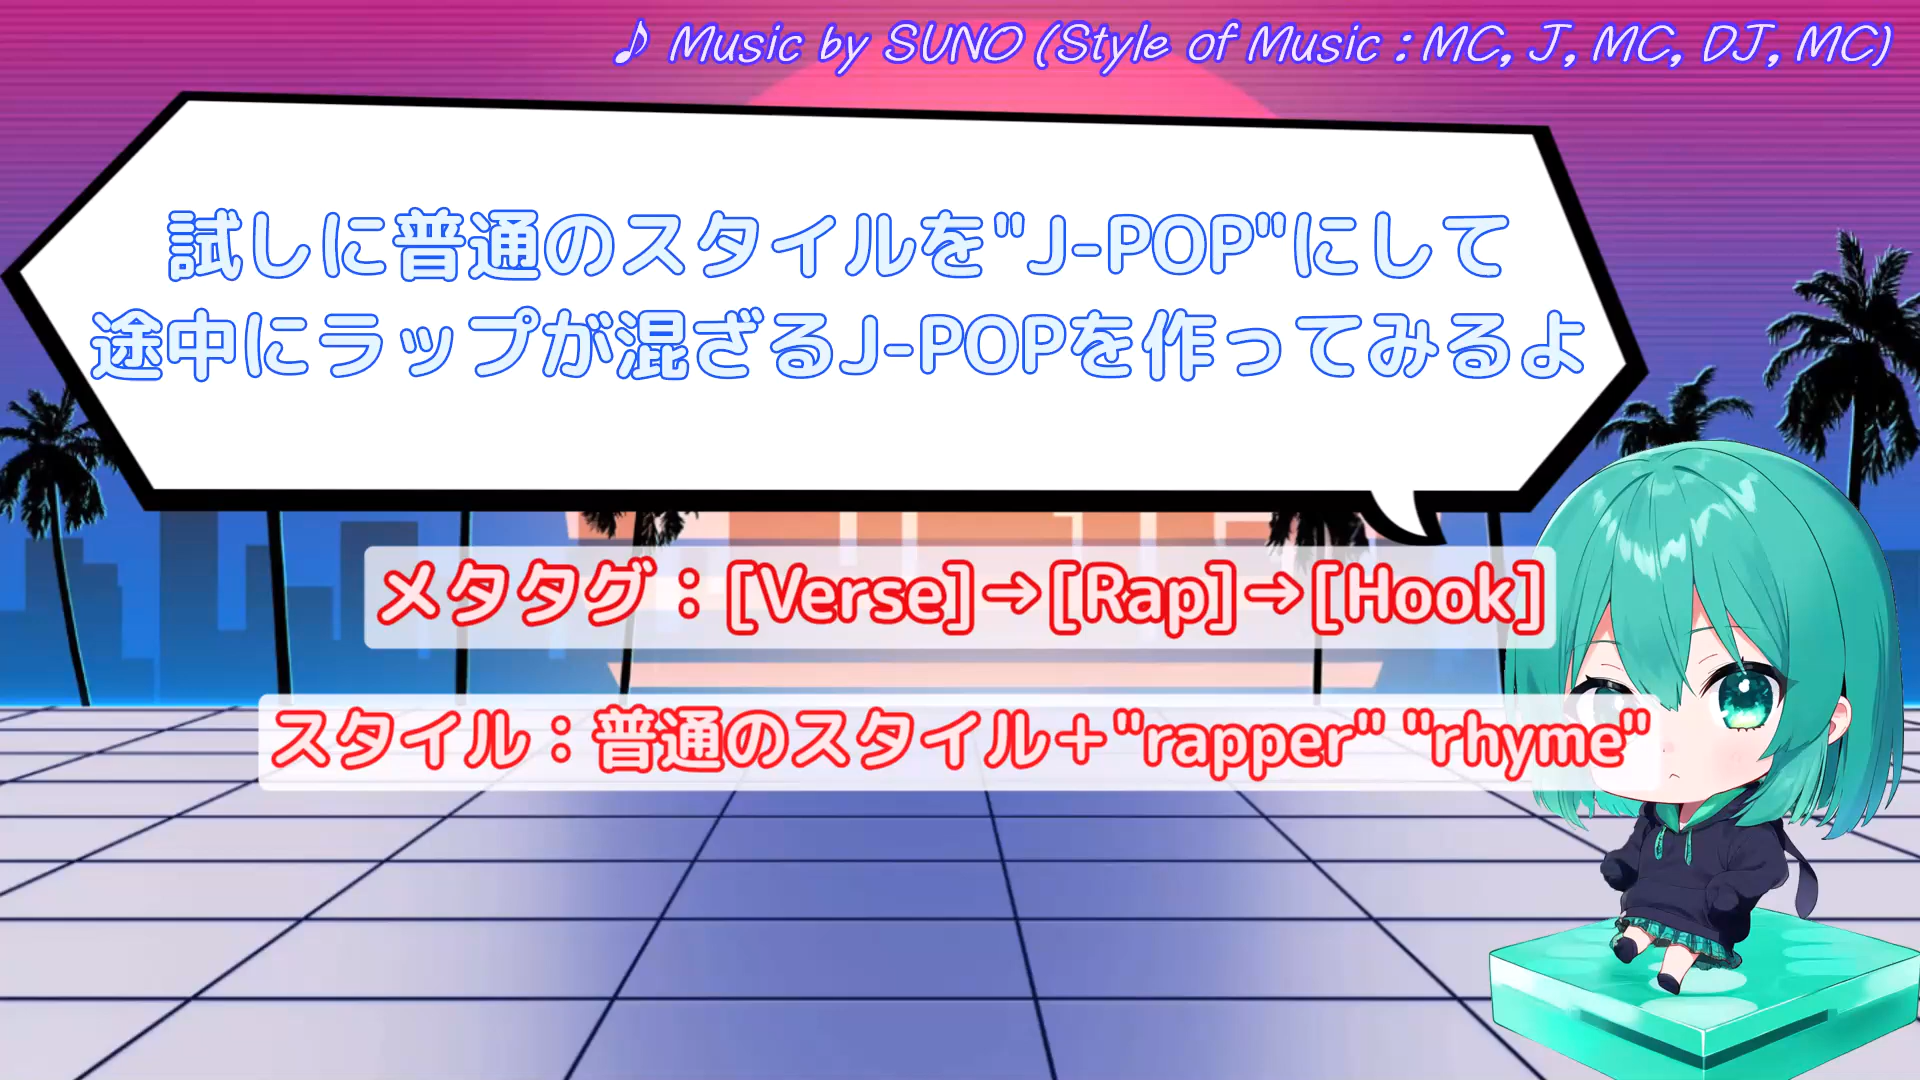 ♪ Music by SUNO (Style of Music : MC, J, MC, DJ, MC)
試しに普通のスタイルを"J-POP"にして
途中にラップが混ざるJ-POPを作ってみるよ
メタタグ：[Verse]→[Rap]→[Hook]
スタイル：普通のスタイル＋"rapper" "rhyme"